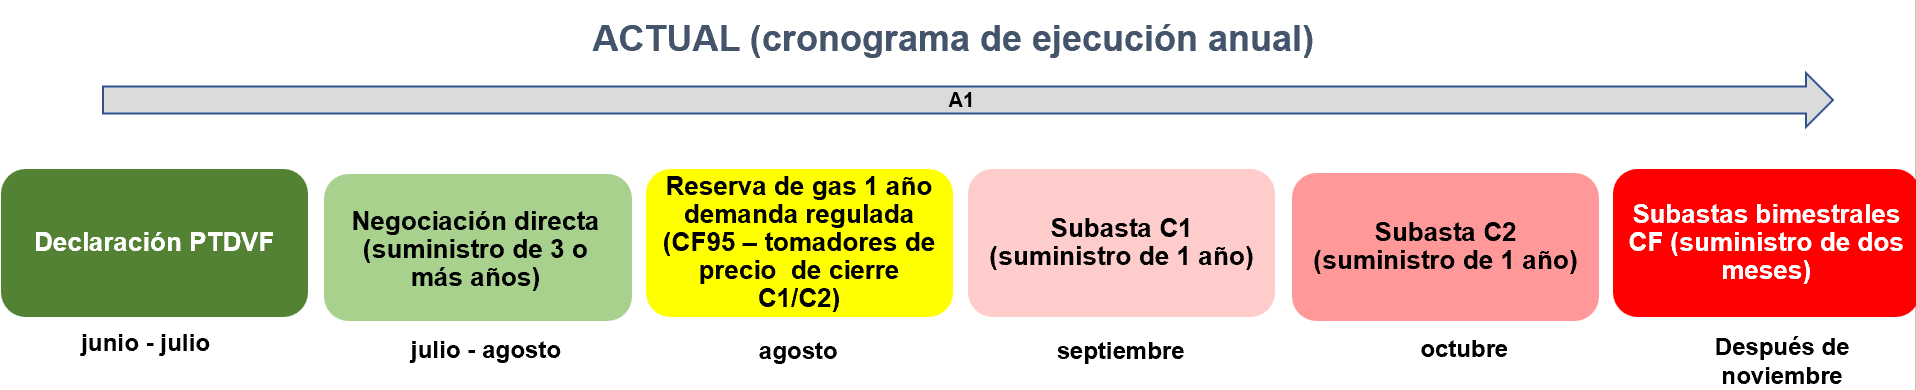 ACTUAL (cronograma de ejecución anual)
A1
Declaración PTDVF
junio - julio
Negociación directa
(suministro de 3 o
más años)
julio - agosto
Reserva de gas 1 año
demanda regulada
(CF95 – tomadores de
precio de cierre
C1/C2)
agosto
Subasta C1
(suministro de 1 año)
septiembre
Subasta C2
(suministro de 1 año)
octubre
Subastas bimestrales
CF (suministro de dos
meses)
Después de
noviembre